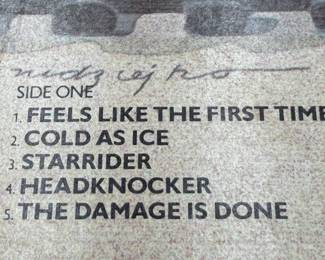 SIDE ONE
1. FEELS LIKE THE FIRST TIME
2. COLD AS ICE
3. STARRIDER
4. HEADKNOCKER
5. THE DAMAGE IS DONE